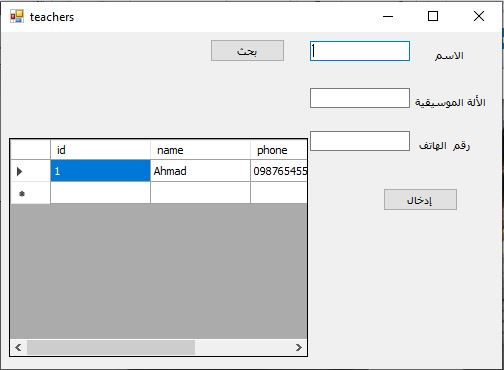 teachers
الاسم
بحث
الألة الموسيقية
رقم الهاتف
id name phone
1 Ahmad 098765455
إدخال